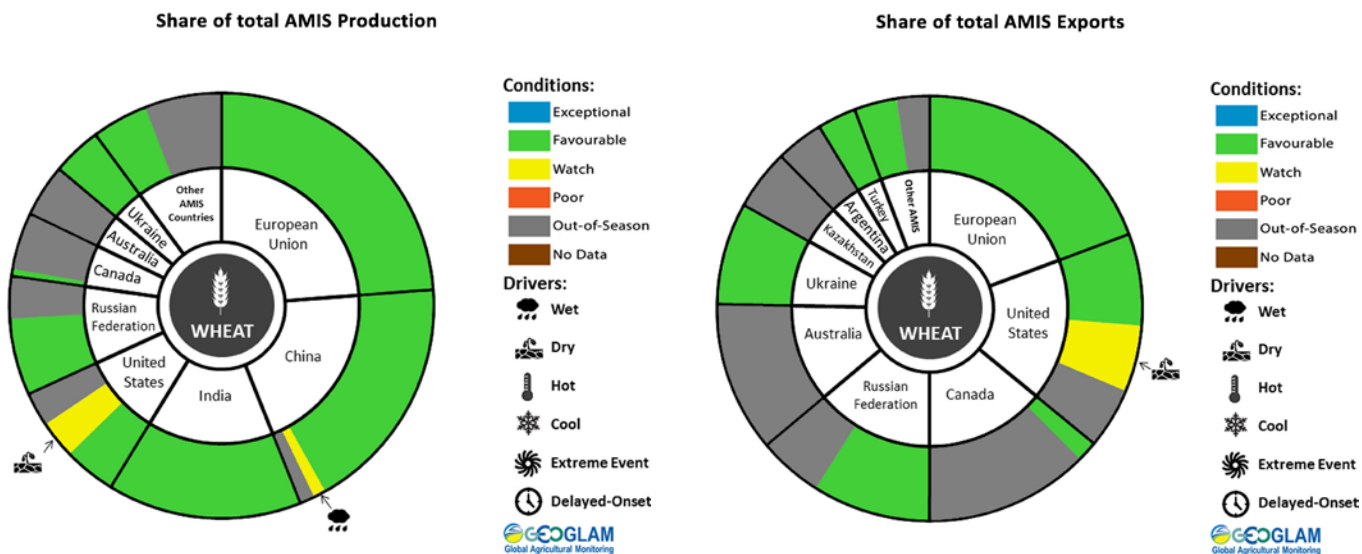 Share of total AMIS Production
Conditions:
Exceptional
Favourable
Watch
Poor
Out-of-Season
No Data
Drivers:
Wet
Dry
Hot
Cool
Extreme Event
Delayed-Onset
GEOGLAM
Global Agricultural Monitoring
European
Union
China
India
United
States
Russian
Federation
Canada
Australia
Ukraine
Other
AMIS
Countries
WHEAT
Share of total AMIS Exports
Conditions:
Exceptional
Favourable
Watch
Poor
Out-of-Season
No Data
Drivers:
Wet
Dry
Hot
Cool
Extreme Event
Delayed-Onset
GEOGLAM
Global Agricultural Monitoring
European
Union
United
States
Canada
Russian
Federation
Australia
Ukraine
Kazakhstan
Argentina
Turkey
Other AMIS
WHEAT